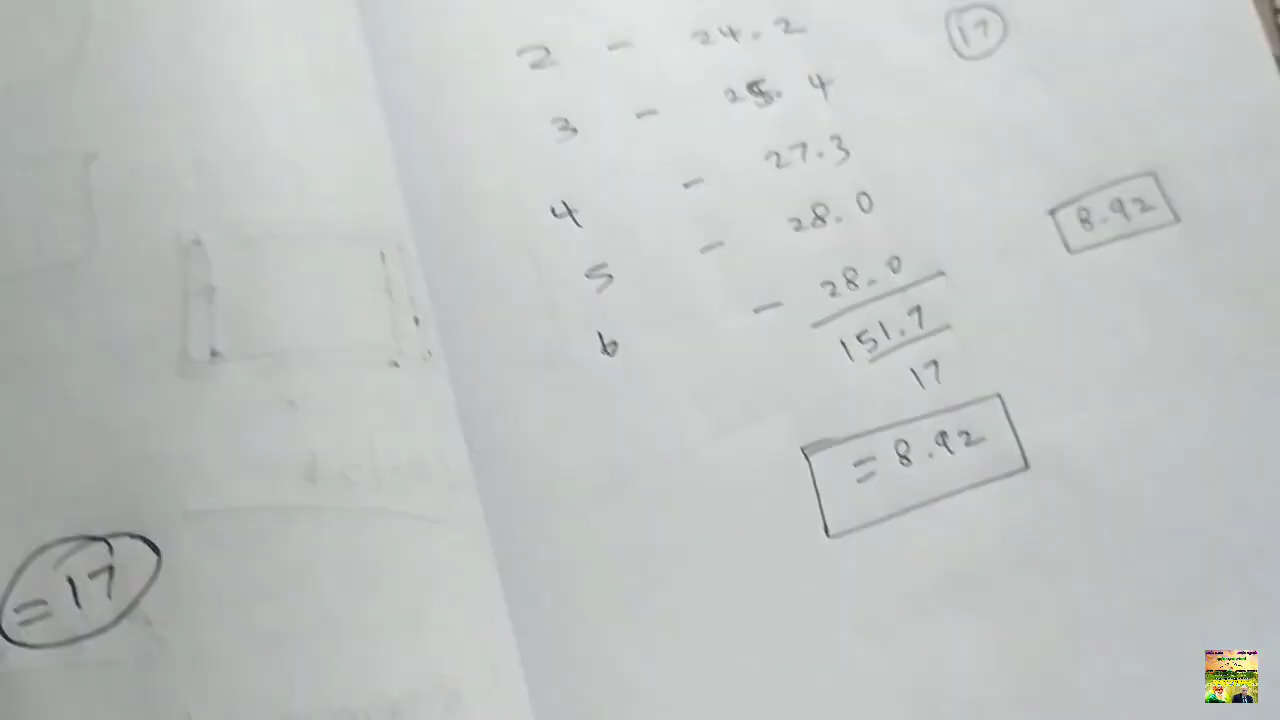 2 - 24.2
17
3 - 25.4
4 - 27.3
5 - 28.0
8.92
6 - 28.0
151.7
17
= 8.92
= 17